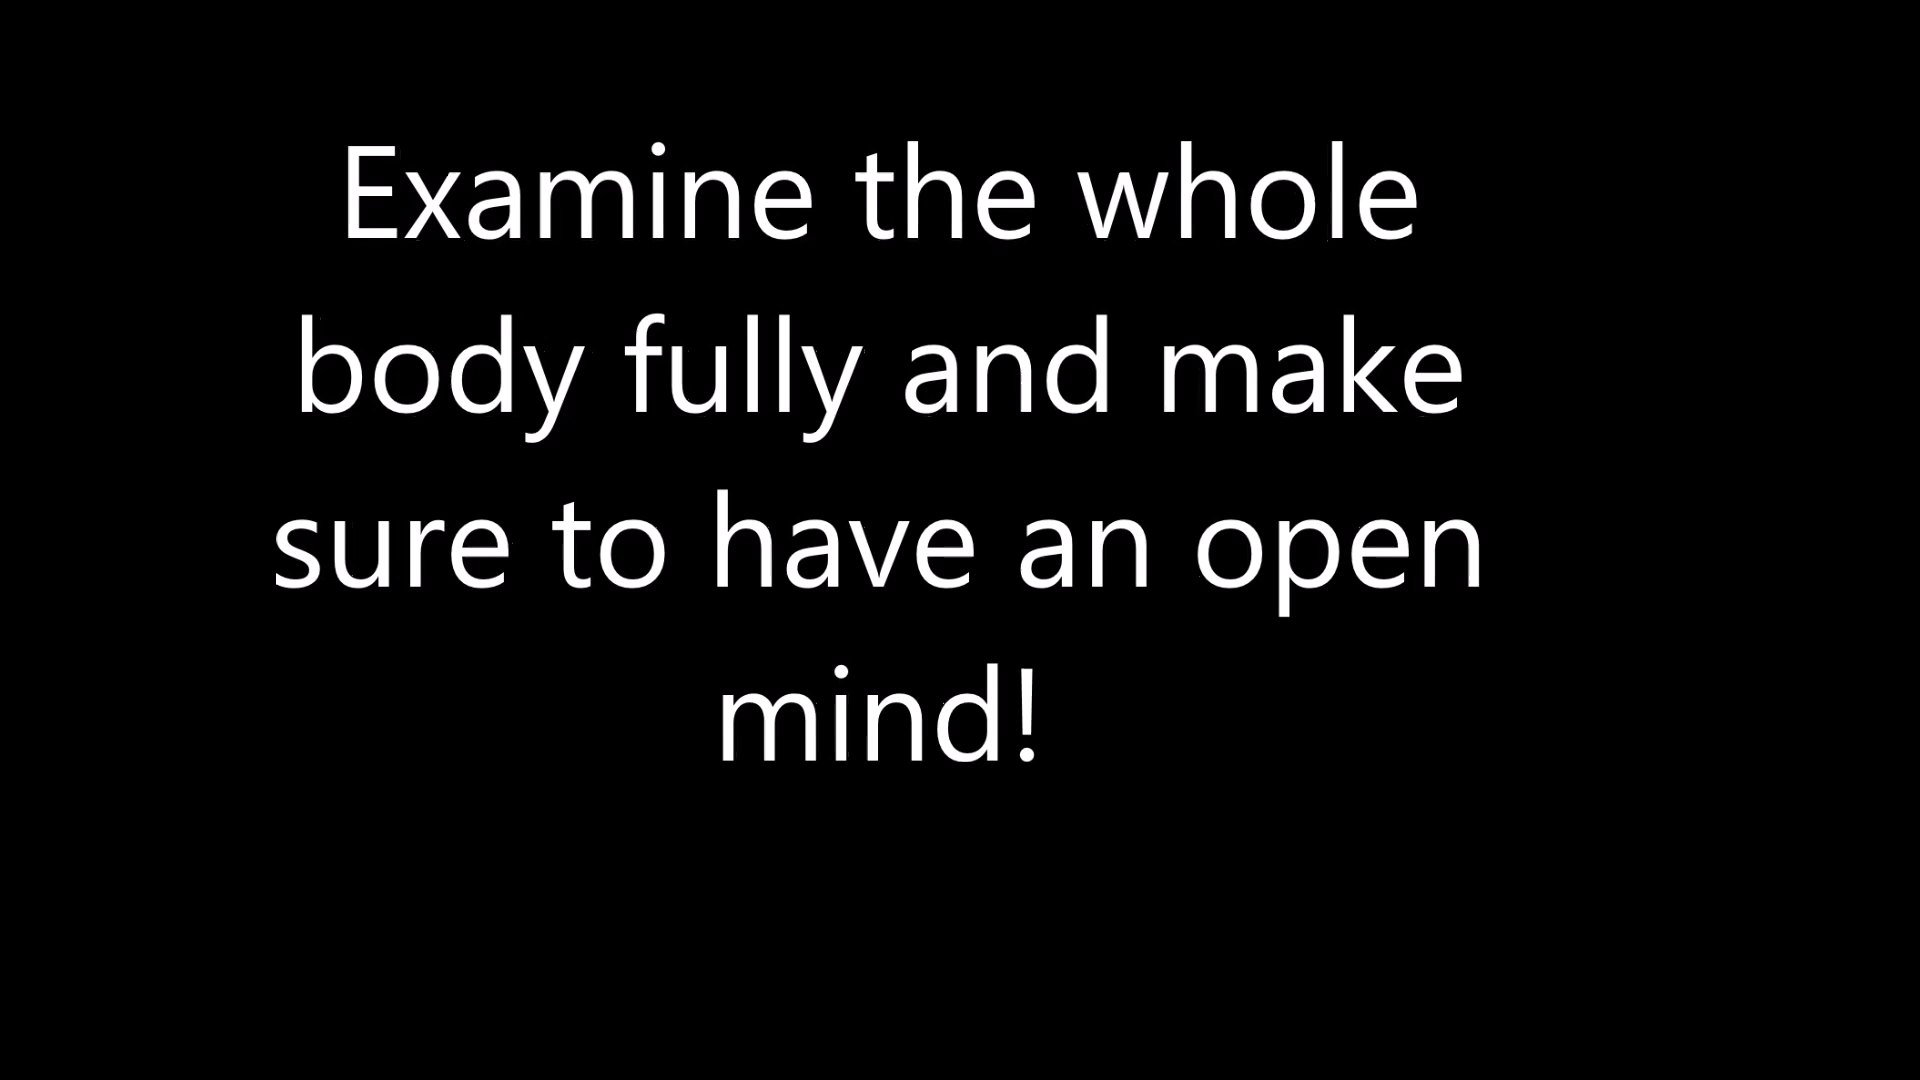 Examine the whole
body fully and make
sure to have an open
mind!